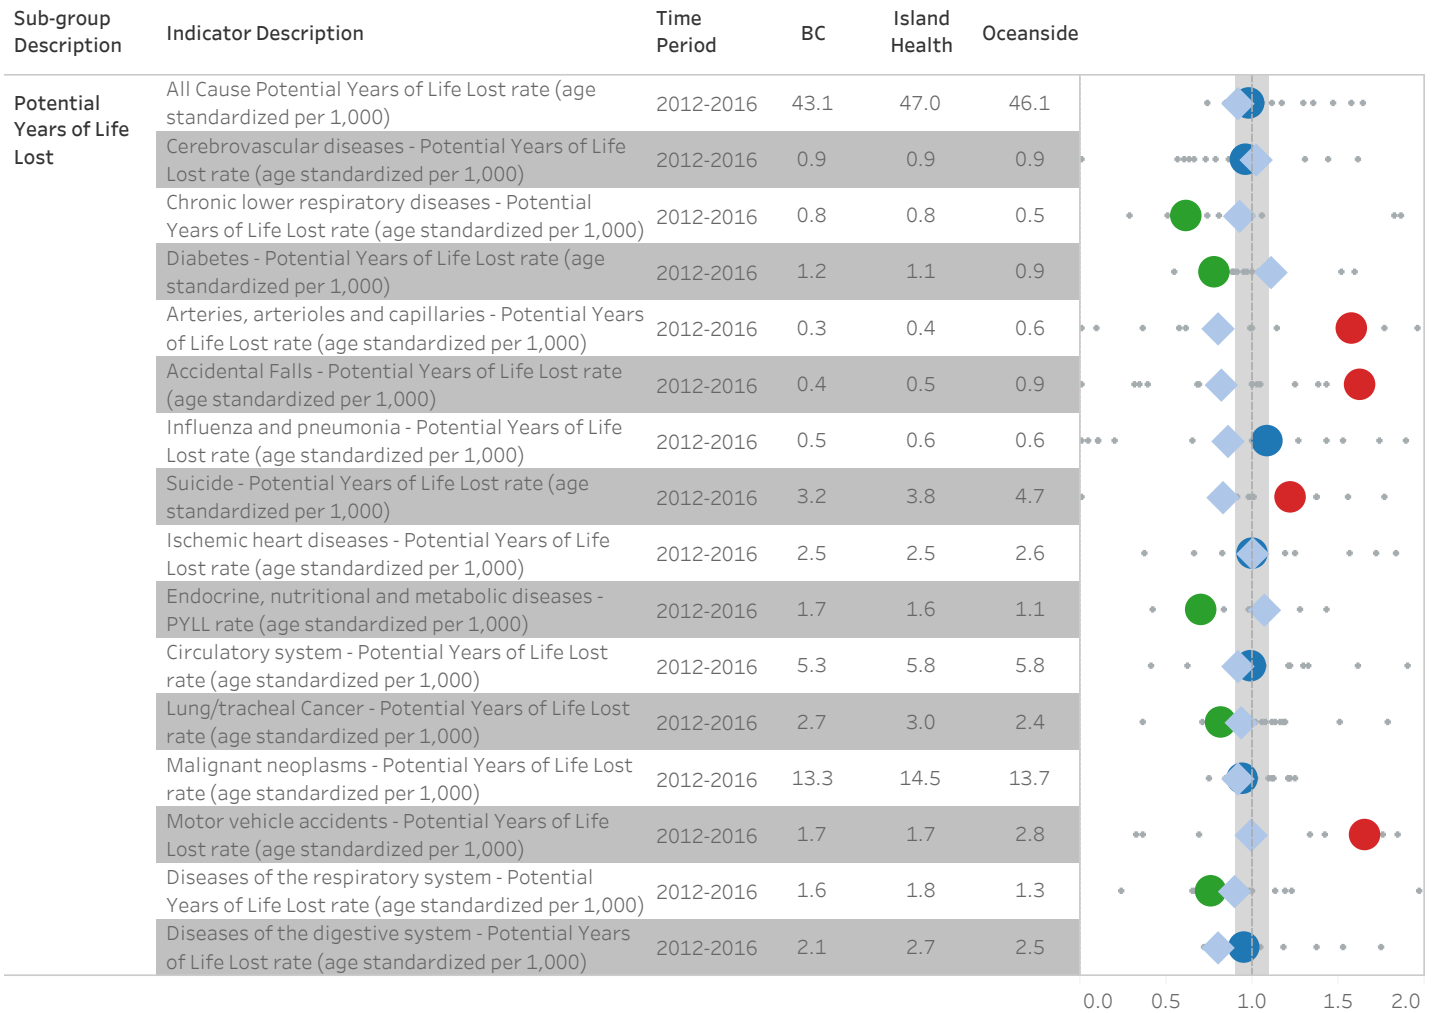 Sub-group
Description
Indicator Description
Time
Period
BC
Island
Health
Oceanside
Potential
Years of Life
Lost
All Cause Potential Years of Life Lost rate (age
standardized per 1,000)
2012-2016 43.1 47.0 46.1
Cerebrovascular diseases - Potential Years of Life
Lost rate (age standardized per 1,000)
2012-2016 0.9 0.9 0.9
Chronic lower respiratory diseases - Potential
Years of Life Lost rate (age standardized per 1,000)
2012-2016 0.8 0.8 0.5
Diabetes - Potential Years of Life Lost rate (age
standardized per 1,000)
2012-2016 1.2 1.1 0.9
Arteries, arterioles and capillaries - Potential Years
of Life Lost rate (age standardized per 1,000)
2012-2016 0.3 0.4 0.6
Accidental Falls - Potential Years of Life Lost rate
(age standardized per 1,000)
2012-2016 0.4 0.5 0.9
Influenza and pneumonia - Potential Years of Life
Lost rate (age standardized per 1,000)
2012-2016 0.5 0.6 0.6
Suicide - Potential Years of Life Lost rate (age
standardized per 1,000)
2012-2016 3.2 3.8 4.7
Ischemic heart diseases - Potential Years of Life
Lost rate (age standardized per 1,000)
2012-2016 2.5 2.5 2.6
Endocrine, nutritional and metabolic diseases -
PYLL rate (age standardized per 1,000)
2012-2016 1.7 1.6 1.1
Circulatory system - Potential Years of Life Lost
rate (age standardized per 1,000)
2012-2016 5.3 5.8 5.8
Lung/tracheal Cancer - Potential Years of Life Lost
rate (age standardized per 1,000)
2012-2016 2.7 3.0 2.4
Malignant neoplasms - Potential Years of Life Lost
rate (age standardized per 1,000)
2012-2016 13.3 14.5 13.7
Motor vehicle accidents - Potential Years of Life
Lost rate (age standardized per 1,000)
2012-2016 1.7 1.7 2.8
Diseases of the respiratory system - Potential
Years of Life Lost rate (age standardized per 1,000)
2012-2016 1.6 1.8 1.3
Diseases of the digestive system - Potential Years
of Life Lost rate (age standardized per 1,000)
2012-2016 2.1 2.7 2.5
0.0 0.5 1.0 1.5 2.0